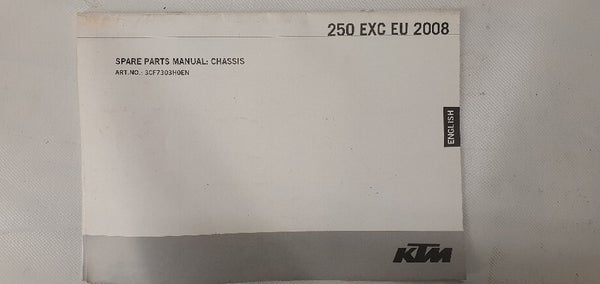 250 EXC EU 2008
SPARE PARTS MANUAL: CHASSIS
ART.NO.: 3CF7303H0EN
ENGLISH
KTM